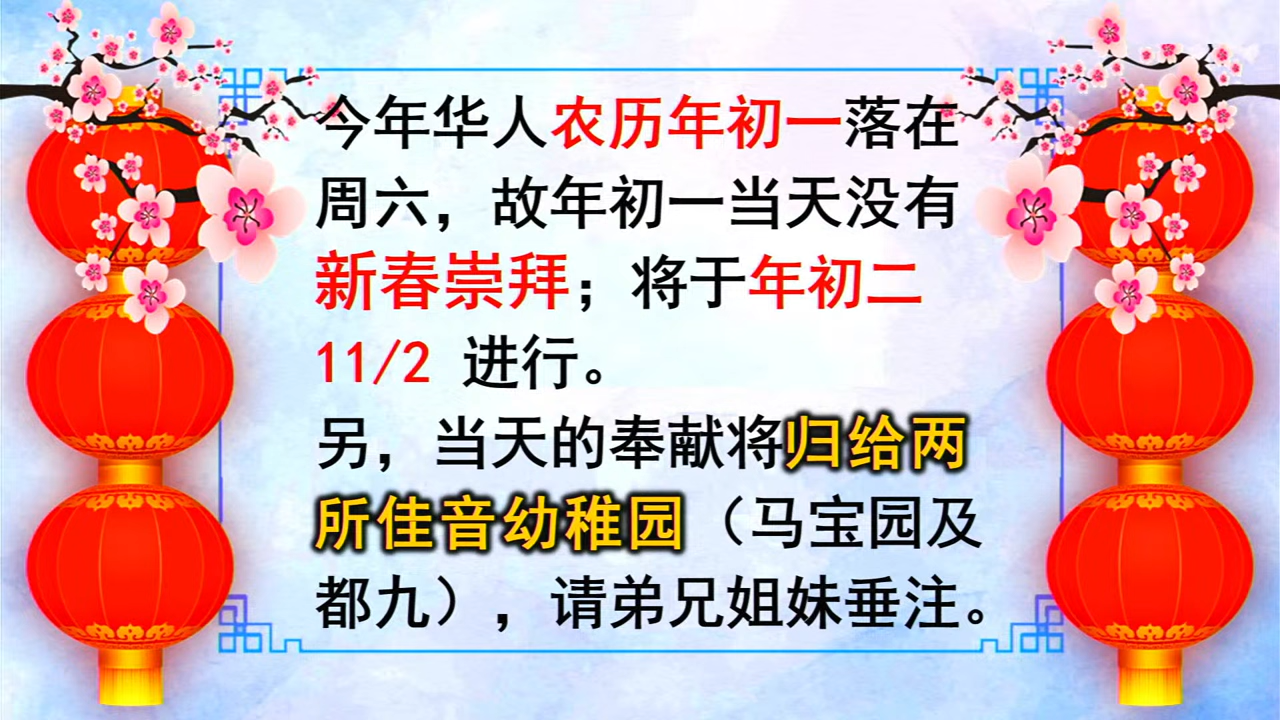 今年华人农历年初一落在
周六，故年初一当天没有
新春崇拜；将于年初二
11/2 进行。
另，当天的奉献将归给两
所佳音幼稚园（马宝园及
都九），请弟兄姐妹垂注。